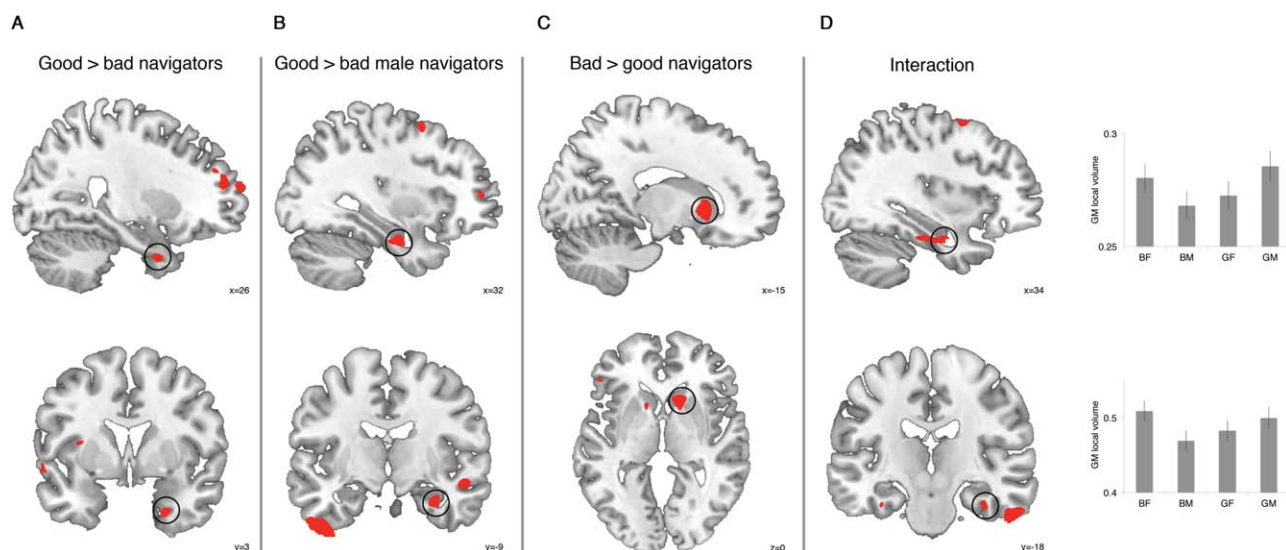 A
B
C
D
Good > bad navigators
Good > bad male navigators
Bad > good navigators
Interaction
x=26
x=32
x=-15
x=34
y=3
y=-9
z=0
y=-18
GM local volume
0.3
0.25
BF BM GF GM
GM local volume
0.5
0.4
BF BM GF GM